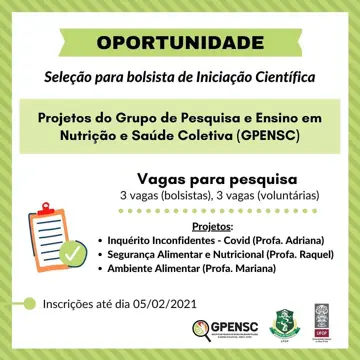 OPORTUNIDADE
Seleção para bolsista de Iniciação Científica
Projetos do Grupo de Pesquisa e Ensino em
Nutrição e Saúde Coletiva (GPENSC)
Vagas para pesquisa
3 vagas (bolsistas), 3 vagas (voluntárias)
Projetos:
• Inquérito Inconfidentes - Covid (Profa. Adriana)
• Segurança Alimentar e Nutricional (Profa. Raquel)
• Ambiente Alimentar (Profa. Mariana)
Inscrições até dia 05/02/2021
GPENSC
UFOP